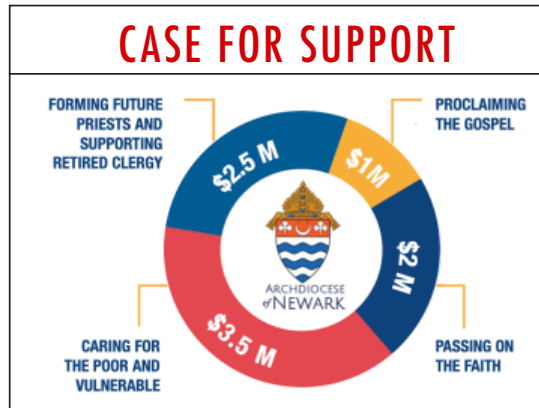 CASE FOR SUPPORT
FORMING FUTURE
PRIESTS AND
SUPPORTING
RETIRED CLERGY
PROCLAIMING
THE GOSPEL
$2.5 M
$1M
$2 M
$3.5 M
ARCHDIOCESE
of NEWARK
CARING FOR
THE POOR AND
VULNERABLE
PASSING ON
THE FAITH